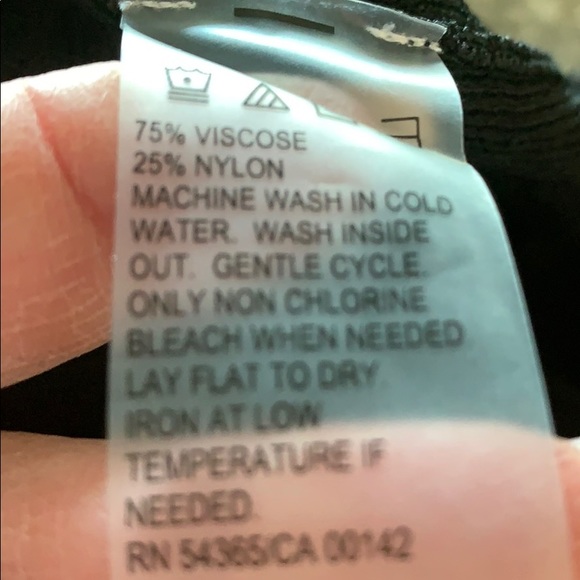 75% VISCOSE
25% NYLON
MACHINE WASH IN COLD
WATER. WASH INSIDE
OUT. GENTLE CYCLE.
ONLY NON CHLORINE
BLEACH WHEN NEEDED
LAY FLAT TO DRY.
IRON AT LOW
TEMPERATURE IF
NEEDED.
RN 54365/CA 00142